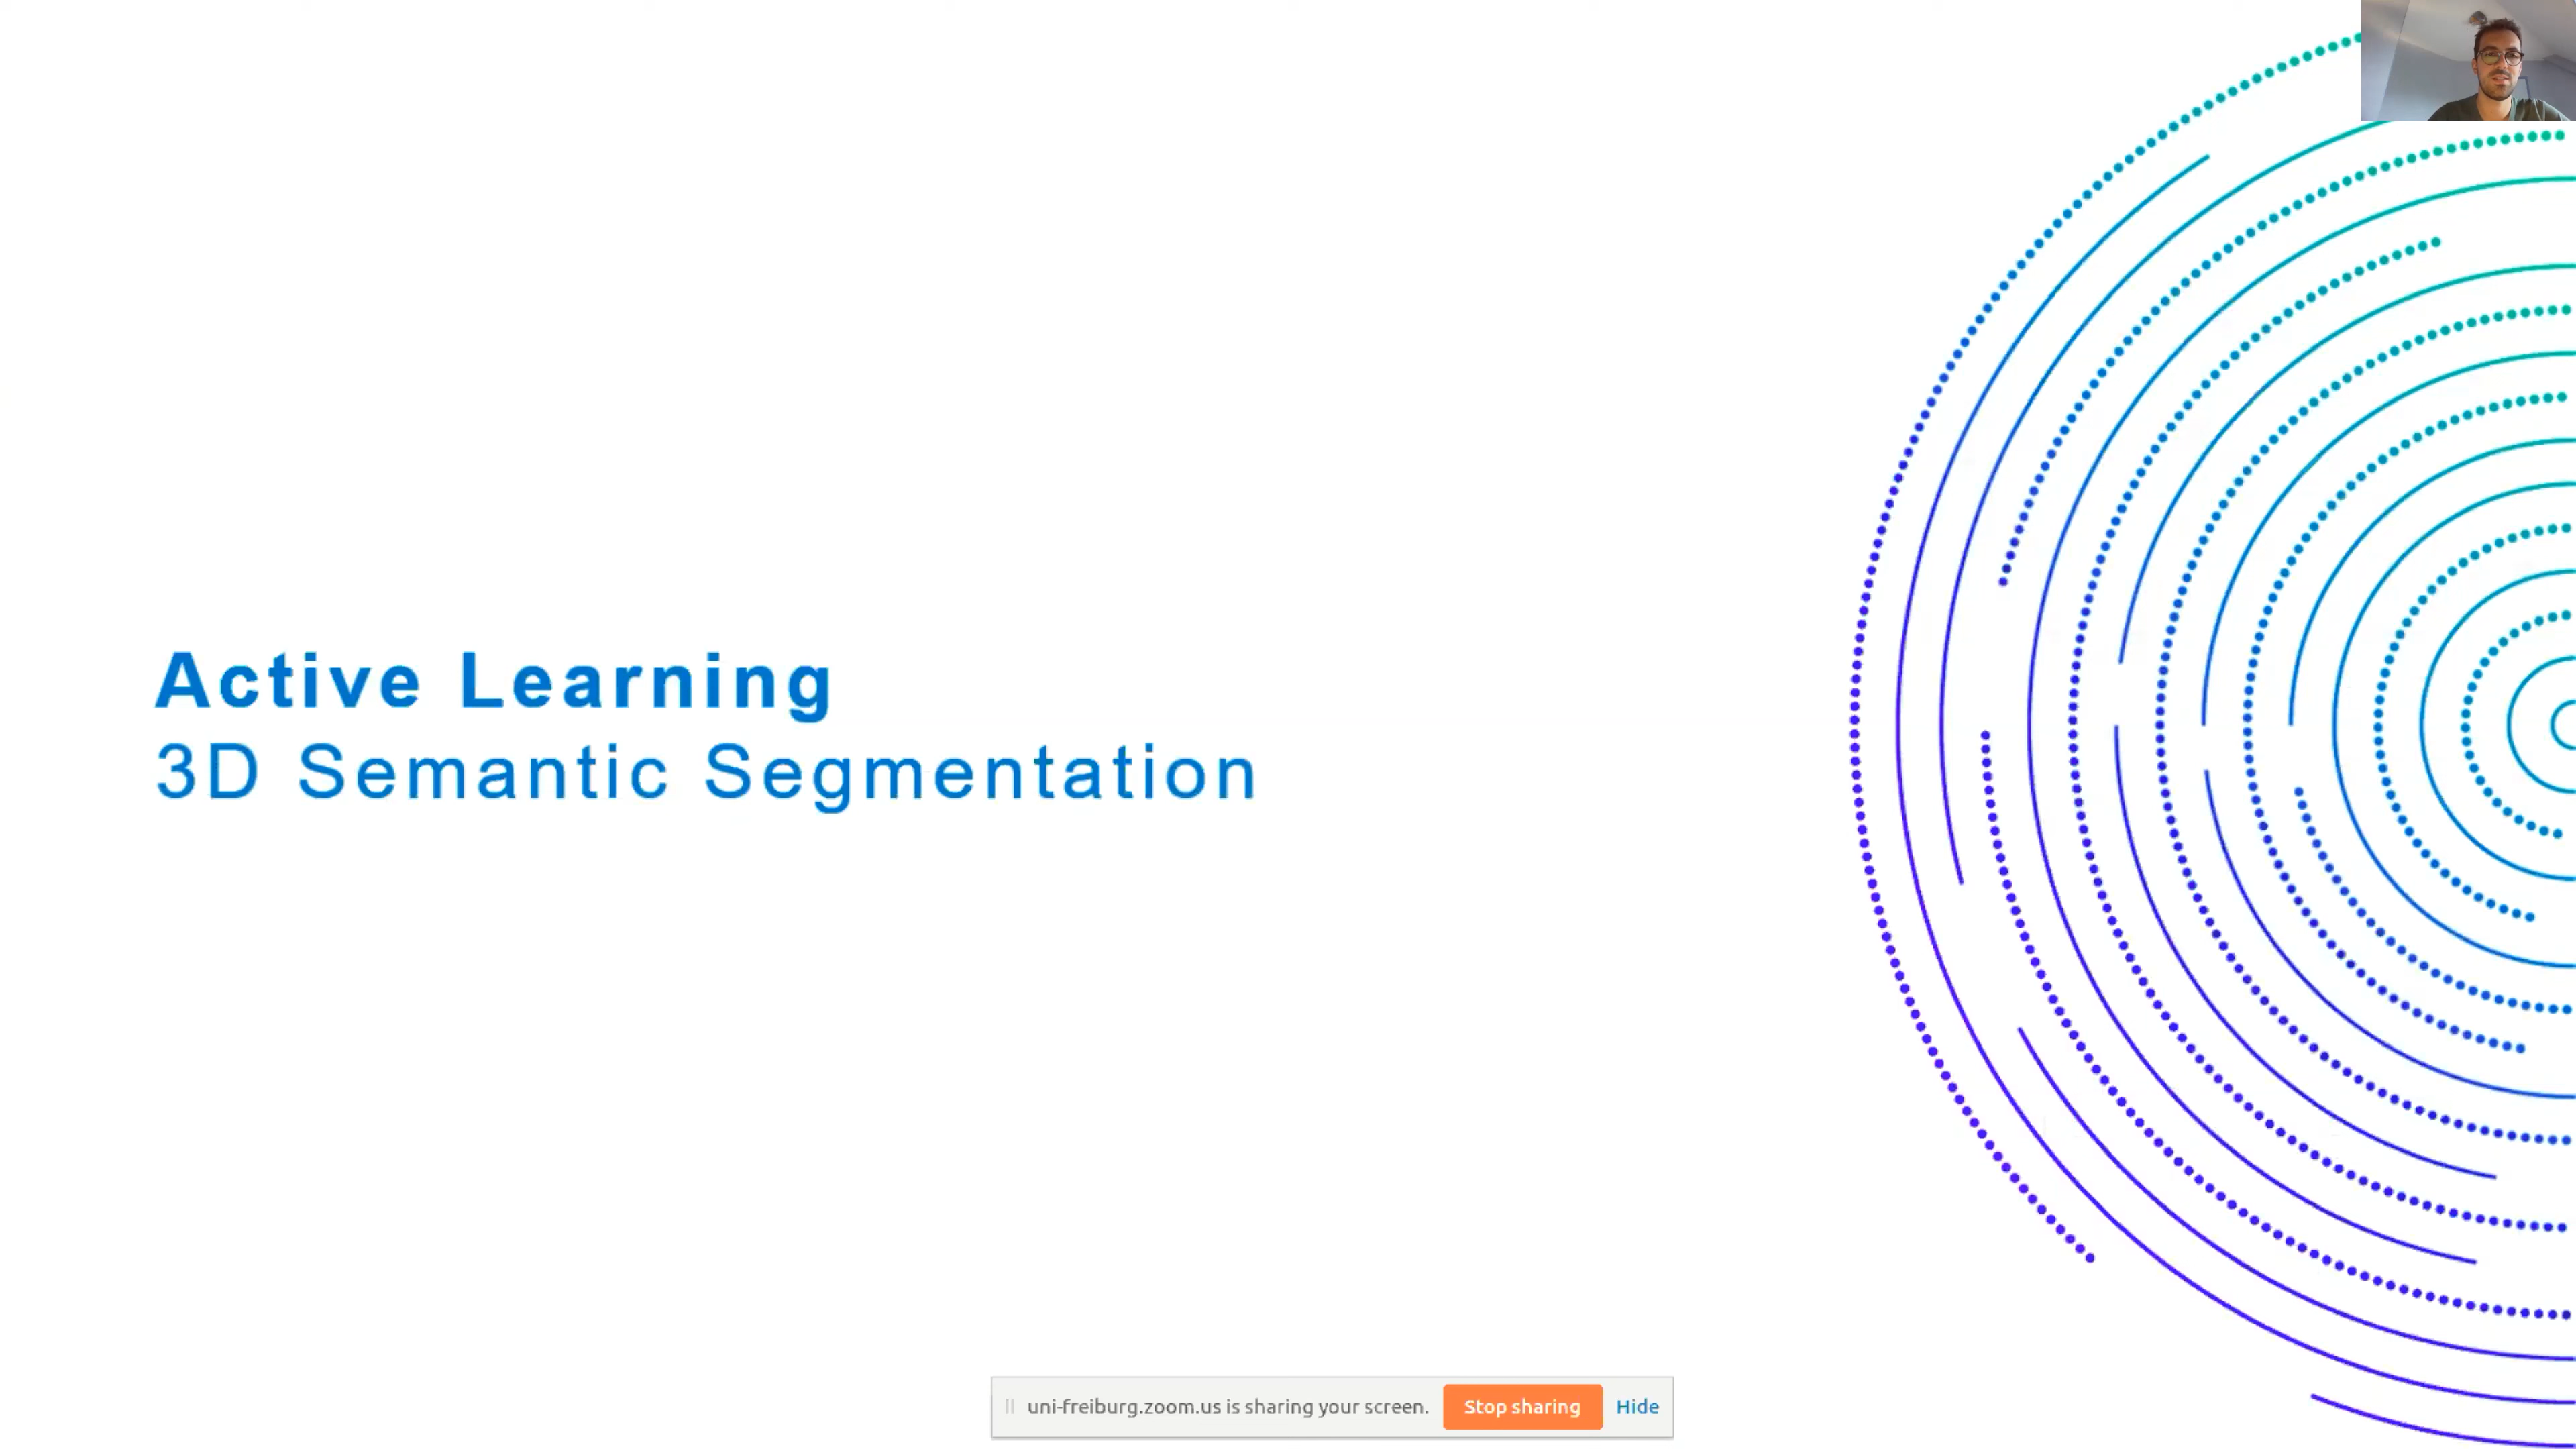 Active Learning
3D Semantic Segmentation
uni-freiburg.zoom.us is sharing your screen. Stop sharing Hide